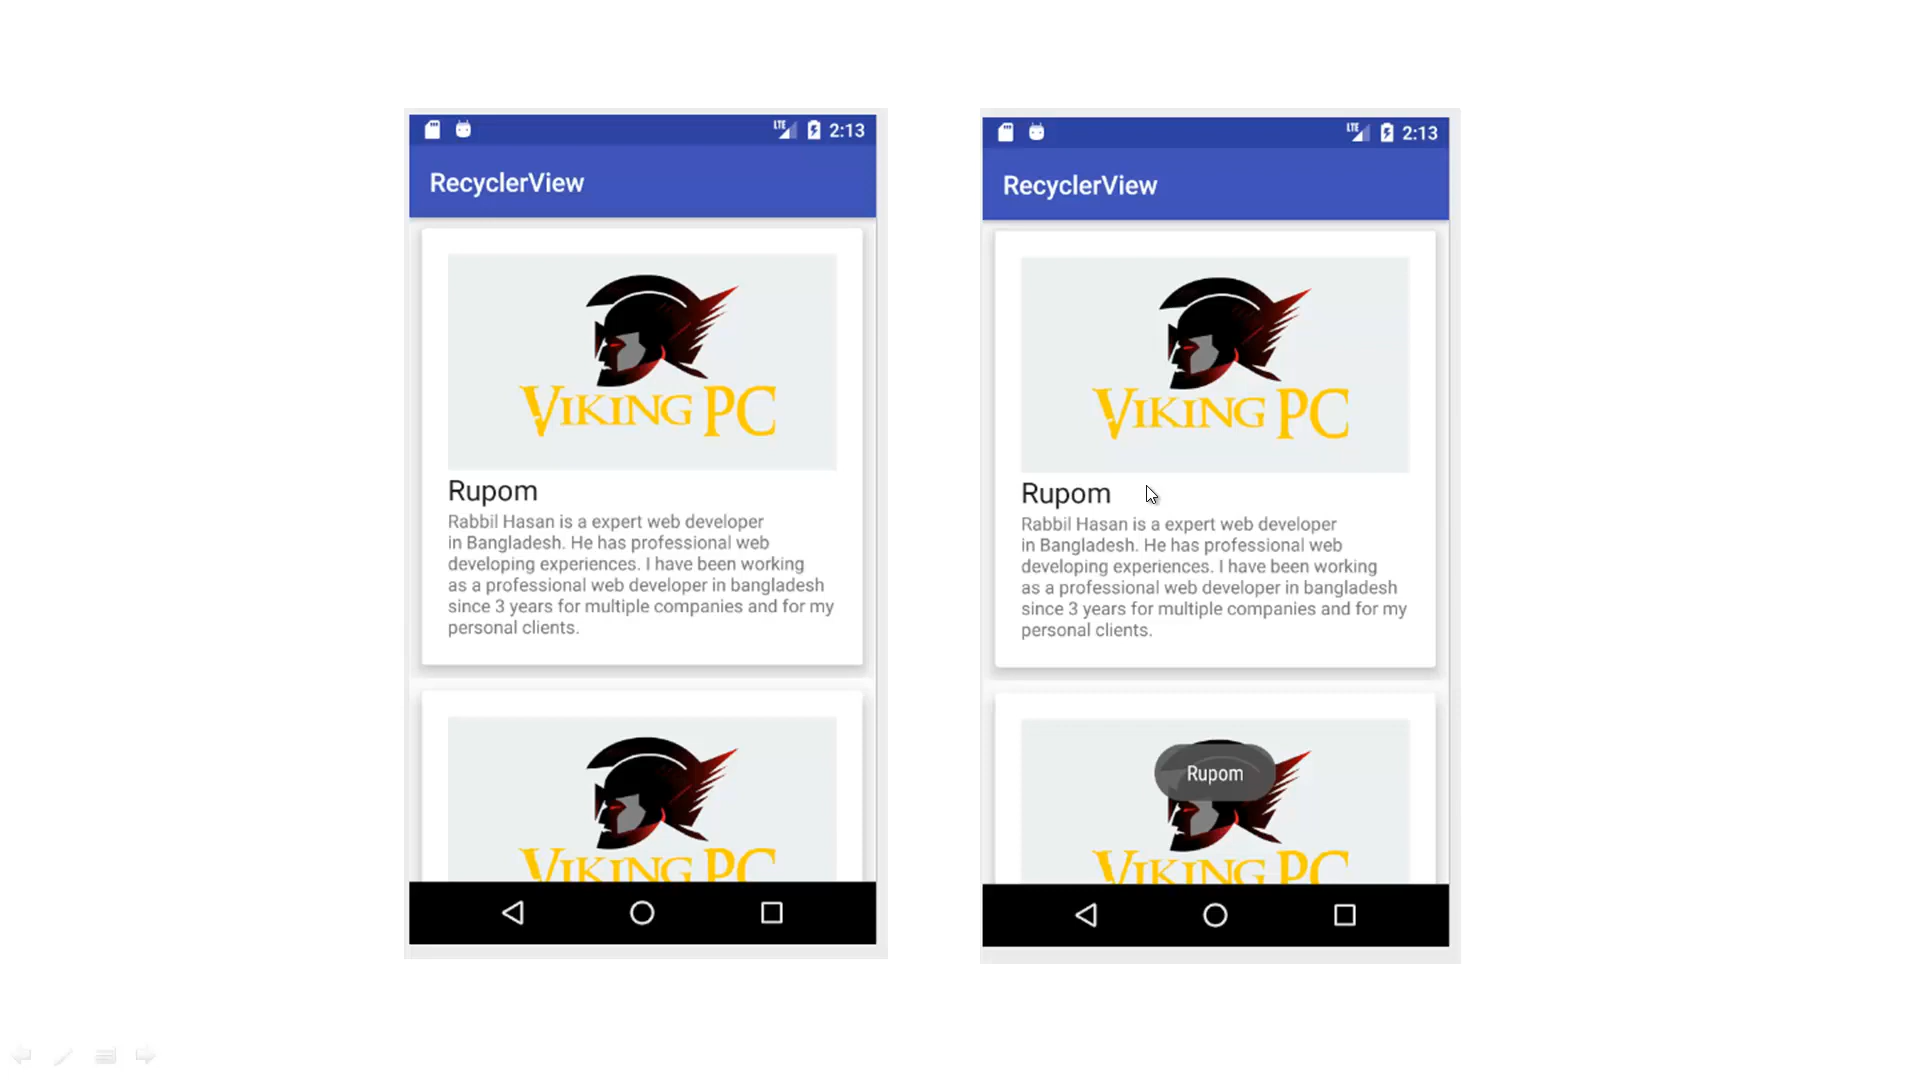 LTE 2:13
RecyclerView
VIKING PC
Rupom
Rabbil Hasan is a expert web developer
in Bangladesh. He has professional web
developing experiences. I have been working
as a professional web developer in bangladesh
since 3 years for multiple companies and for my
personal clients.
VIKING PC
LTE 2:13
RecyclerView
VIKING PC
Rupom
Rabbil Hasan is a expert web developer
in Bangladesh. He has professional web
developing experiences. I have been working
as a professional web developer in bangladesh
since 3 years for multiple companies and for my
personal clients.
Rupom
VIKING PC